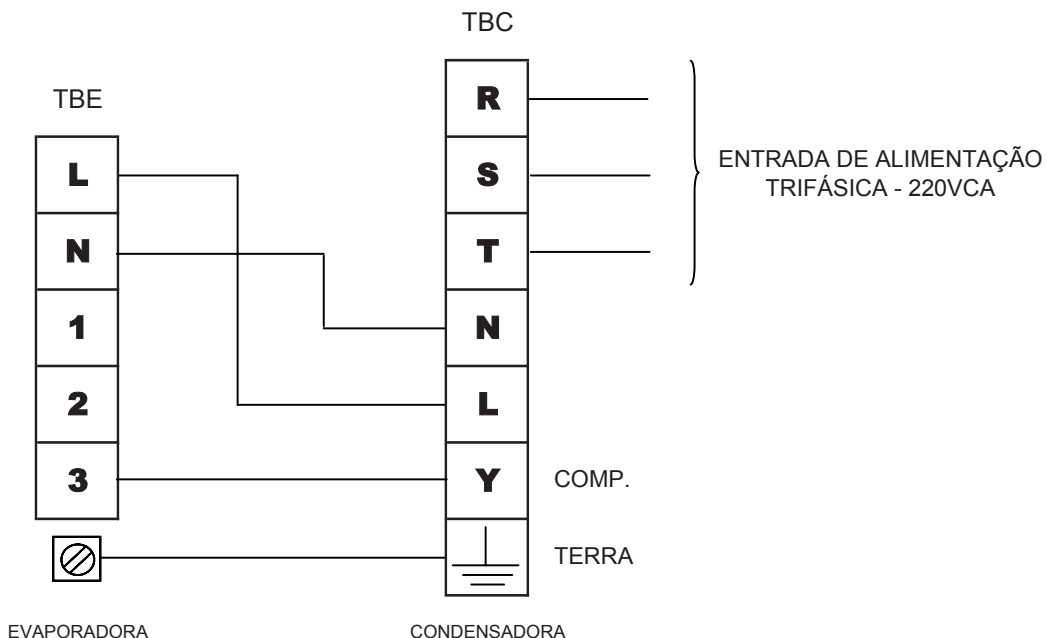 TBC
TBE
R
S
T
N
L
Y
L
N
1
2
3
ENTRADA DE ALIMENTAÇÃO
TRIFÁSICA - 220VCA
COMP.
TERRA
EVAPORADORA
CONDENSADORA